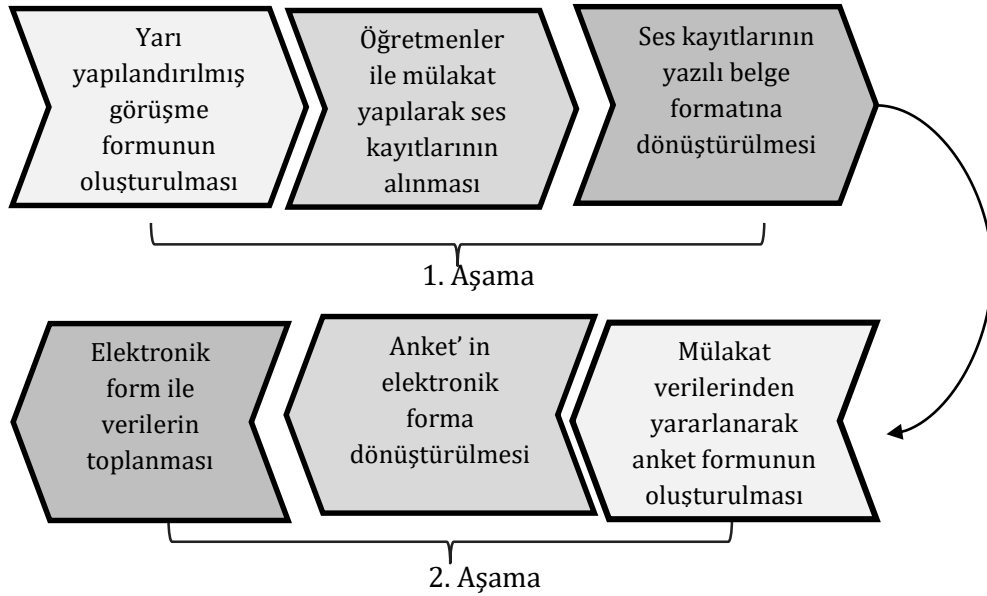 Yarı
yapılandırılmış
görüşme
formunun
oluşturulması
Öğretmenler
ile mülakat
yapılarak ses
kayıtlarının
alınması
Ses kayıtlarının
yazılı belge
formatına
dönüştürülmesi
1. Aşama
Mülakat
verilerinden
yararlanarak
anket formunun
oluşturulması
Anket’ in
elektronik
forma
dönüştürülmesi
Elektronik
form ile
verilerin
toplanması
2. Aşama